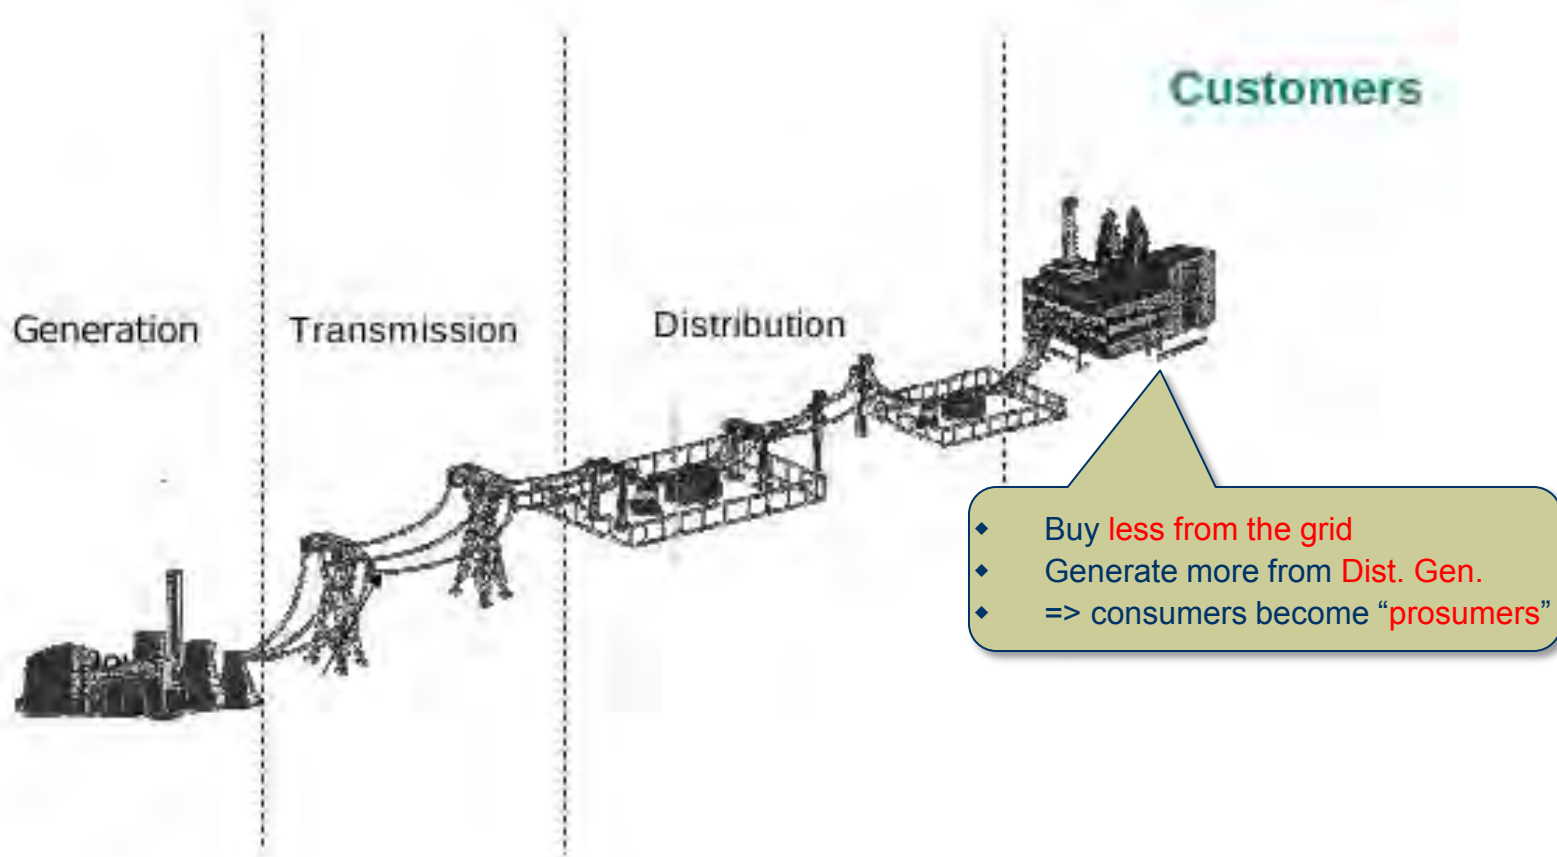 Customers
Generation
Transmission
Distribution
◆ Buy less from the grid
◆ Generate more from Dist. Gen.
◆ => consumers become “prosumers”